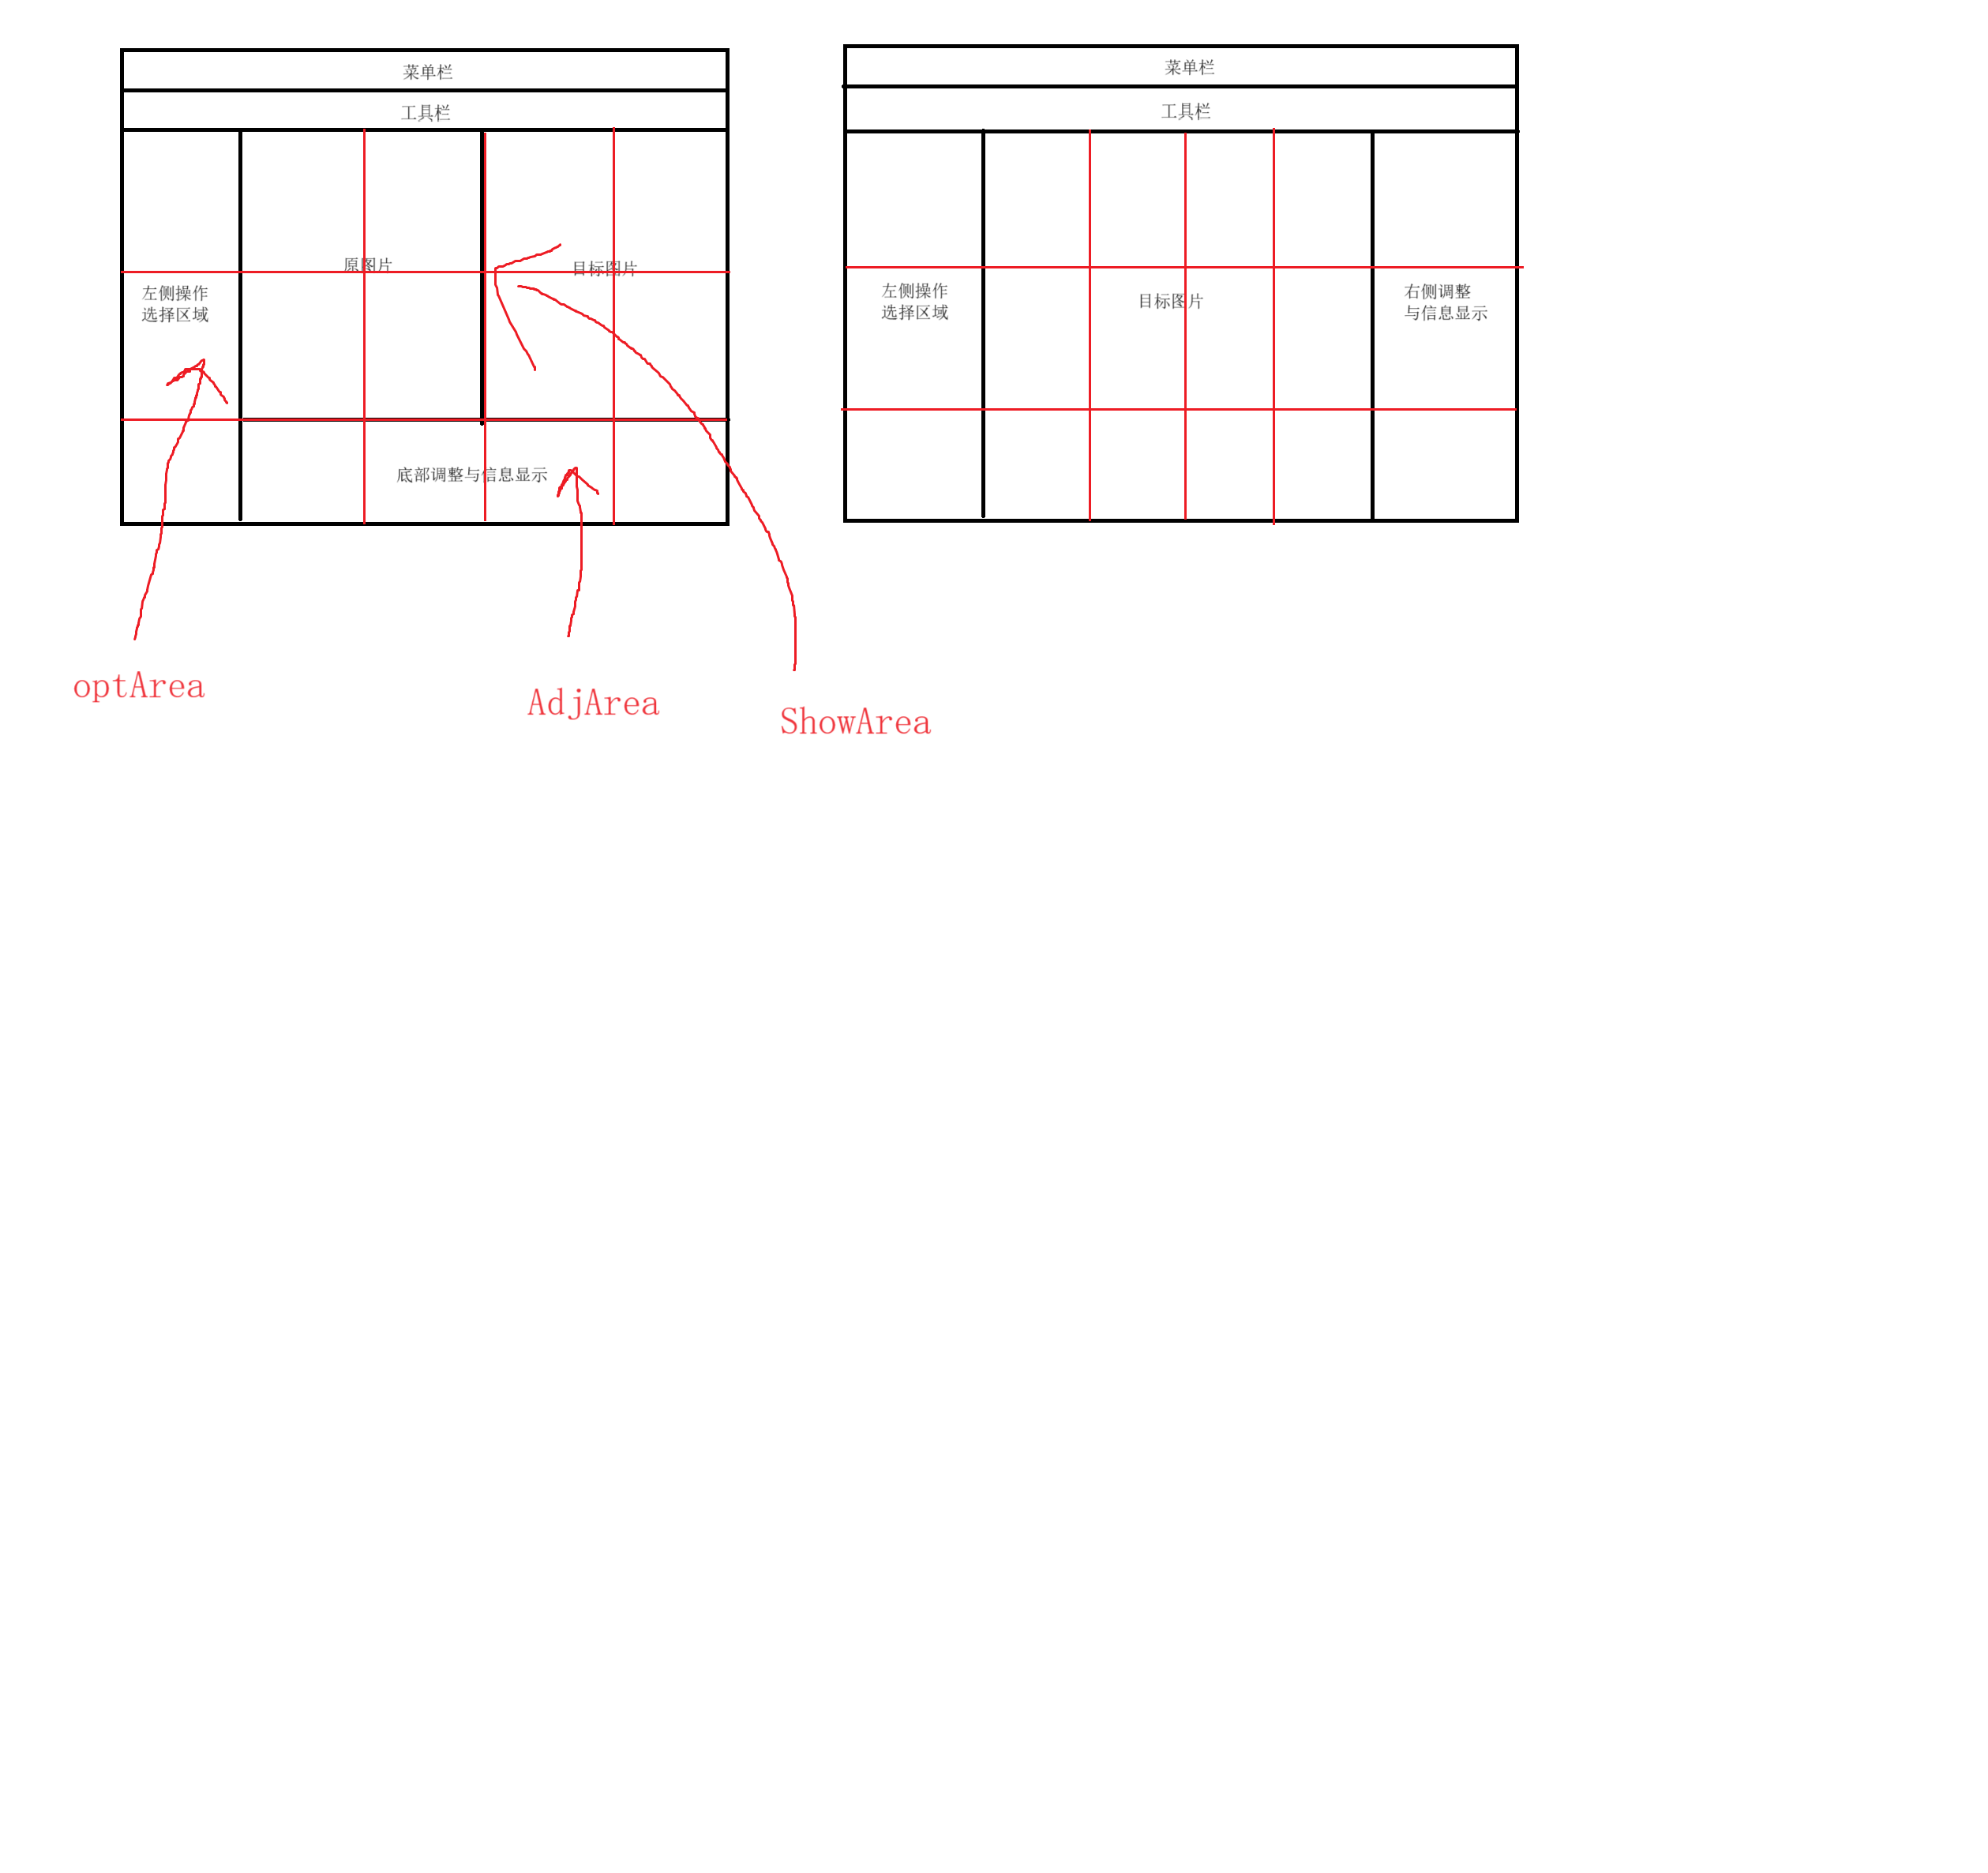 菜单栏
工具栏
原图片
目标图片
左侧操作
选择区域
底部调整与信息显示
optArea
AdjArea
ShowArea
菜单栏
工具栏
左侧操作
选择区域
目标图片
右侧调整
与信息显示